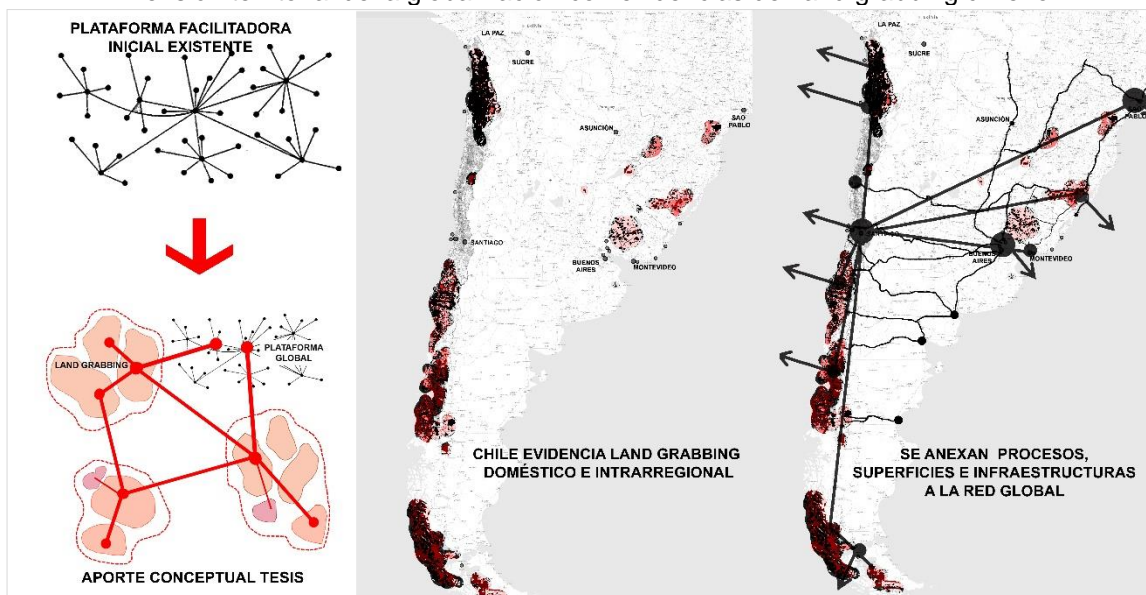 PLATAFORMA FACILITADORA
INICIAL EXISTENTE
LAND GRABBING
PLATAFORMA
GLOBAL
APORTE CONCEPTUAL TESIS
LA PAZ
SUCRE
ASUNCIÓN
SAO
PABLO
SANTIAGO
BUENOS
AIRES
MONTEVIDEO
CHILE EVIDENCIA LAND GRABBING
DOMÉSTICO E INTRARREGIONAL
LA PAZ
SUCRE
ASUNCIÓN
PABLO
BUENOS
AIRES
MONTEVIDEO
SE ANEXAN PROCESOS,
SUPERFICIES E INFRAESTRUCTURAS
A LA RED GLOBAL